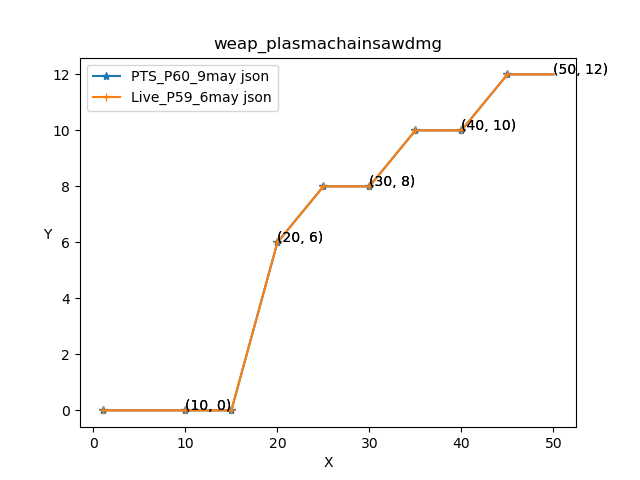 weap_plasmachainsawdmg
PTS_P60_9may json
Live_P59_6may json
(50, 12)
(40, 10)
(30, 8)
(20, 6)
(10, 0)
12
10
8
6
4
2
0
Y
0 10 20 30 40 50
X